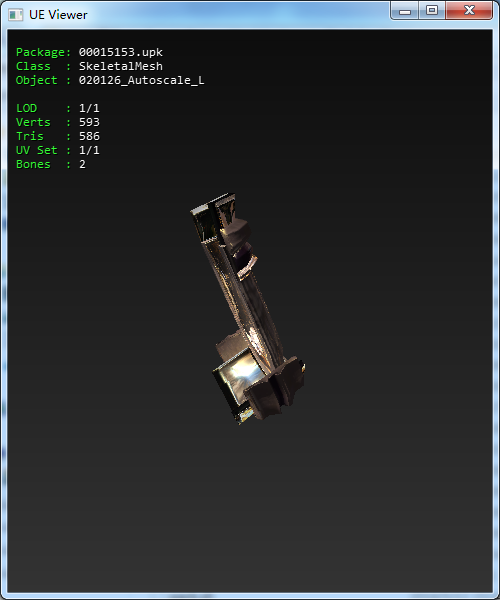 UE Viewer
Package: 00015153.upk
Class  : SkeletalMesh
Object : 020126_Autoscale_L
LOD    : 1/1
Verts  : 593
Tris   : 586
UV Set : 1/1
Bones  : 2